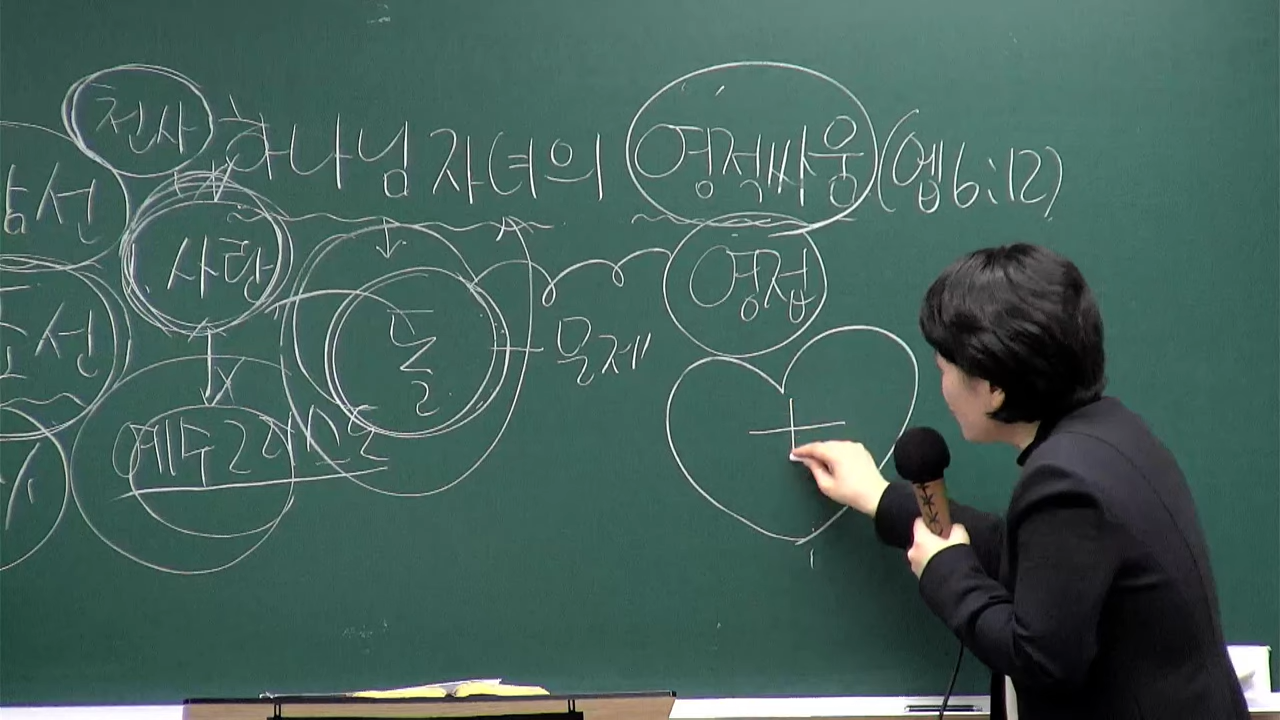 천사 하나님 자녀의 영적싸움 (엡6:12)
사람
영접
돌 문제
예수그리스도